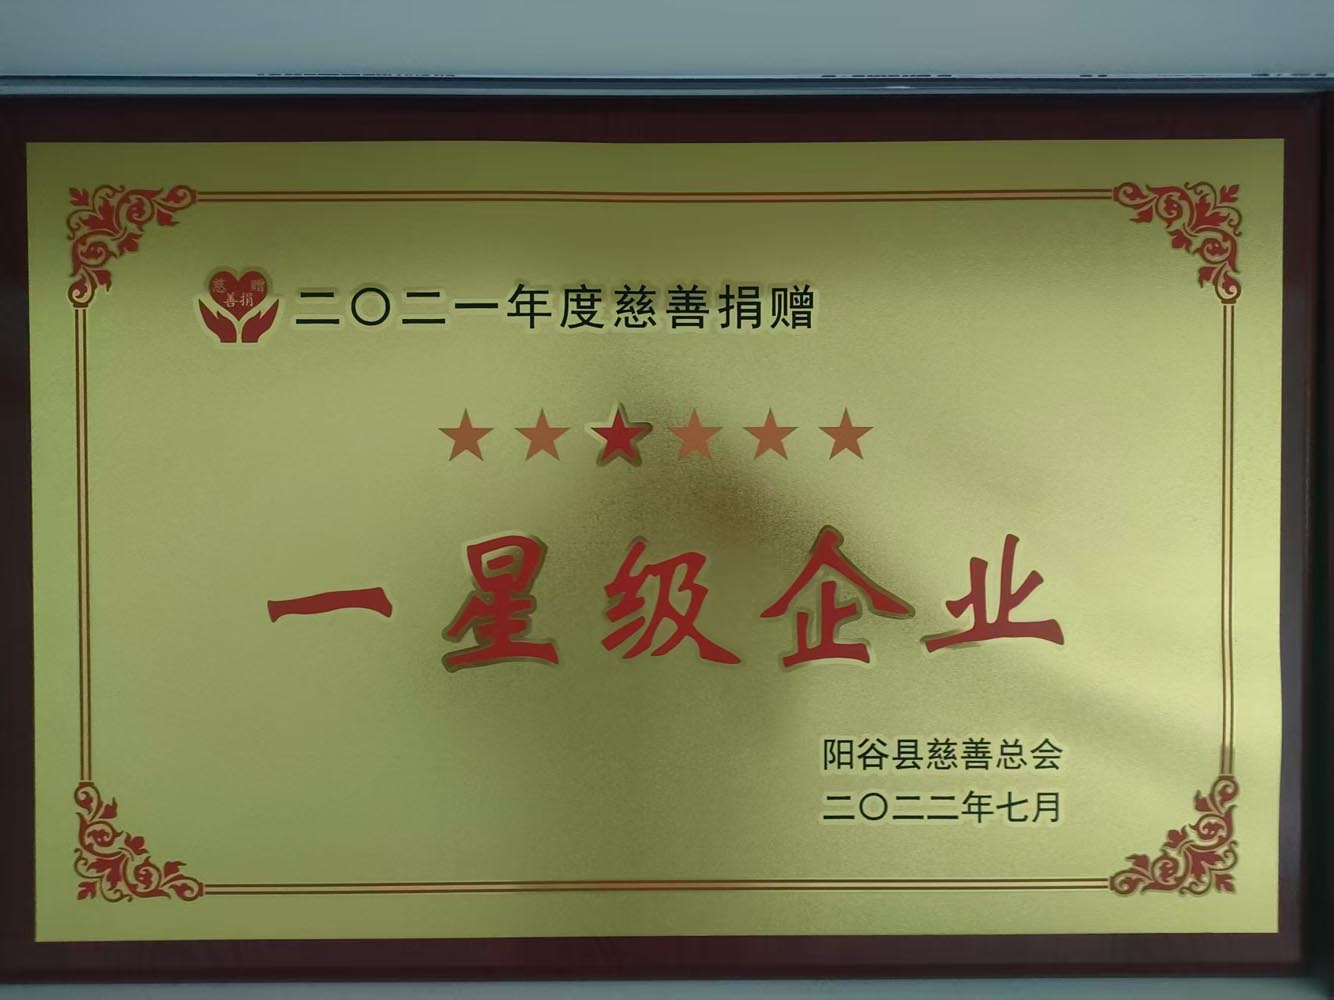 慈善捐赠
二〇二一年度慈善捐赠
一星级企业
阳谷县慈善总会
二〇二二年七月